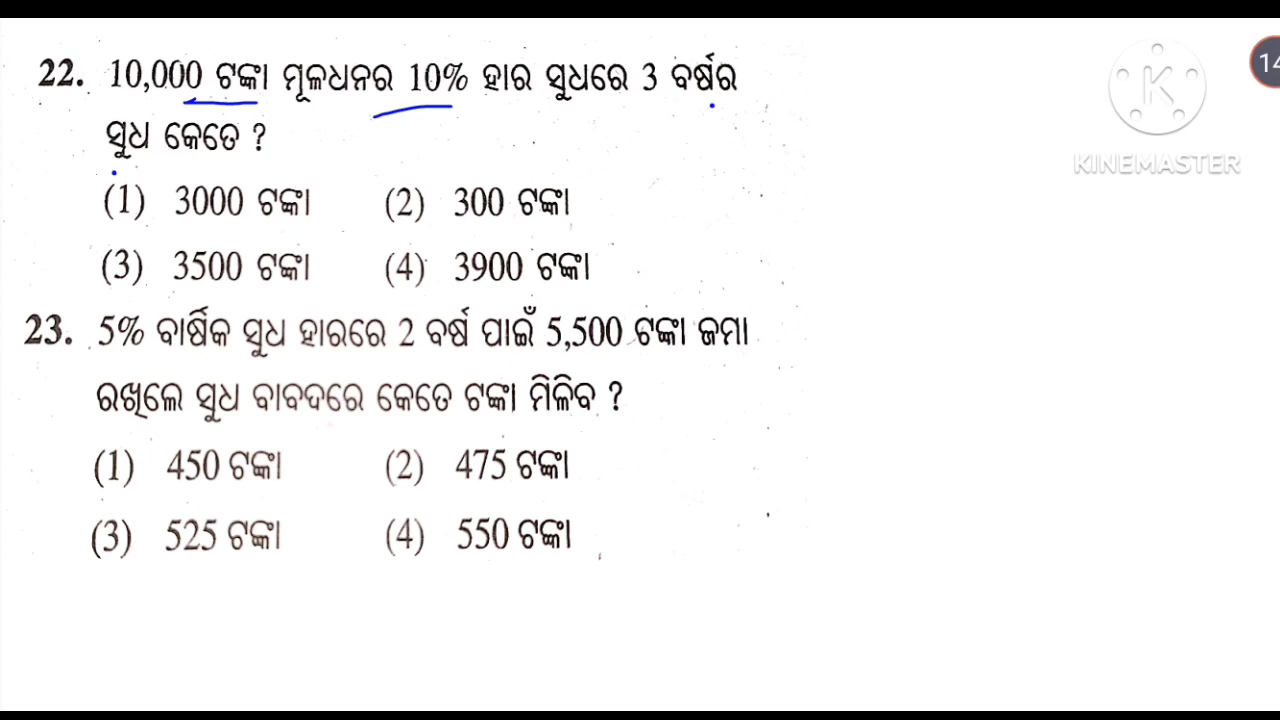 22. 10,000 ଟଙ୍କା ମୂଳଧନର 10% ହାର ସୁଧରେ 3 ବର୍ଷର
ସୁଧ କେତେ ?
(1) 3000 ଟଙ୍କା (2) 300 ଟଙ୍କା
(3) 3500 ଟଙ୍କା (4) 3900 ଟଙ୍କା
23. 5% ବାର୍ଷିକ ସୁଧ ହାରରେ 2 ବର୍ଷ ପାଇଁ 5,500 ଟଙ୍କା ଜମା
ରଖିଲେ ସୁଧ ବାବଦରେ କେତେ ଟଙ୍କା ମିଳିବ ?
(1) 450 ଟଙ୍କା (2) 475 ଟଙ୍କା
(3) 525 ଟଙ୍କା (4) 550 ଟଙ୍କା
K
KINEMASTER